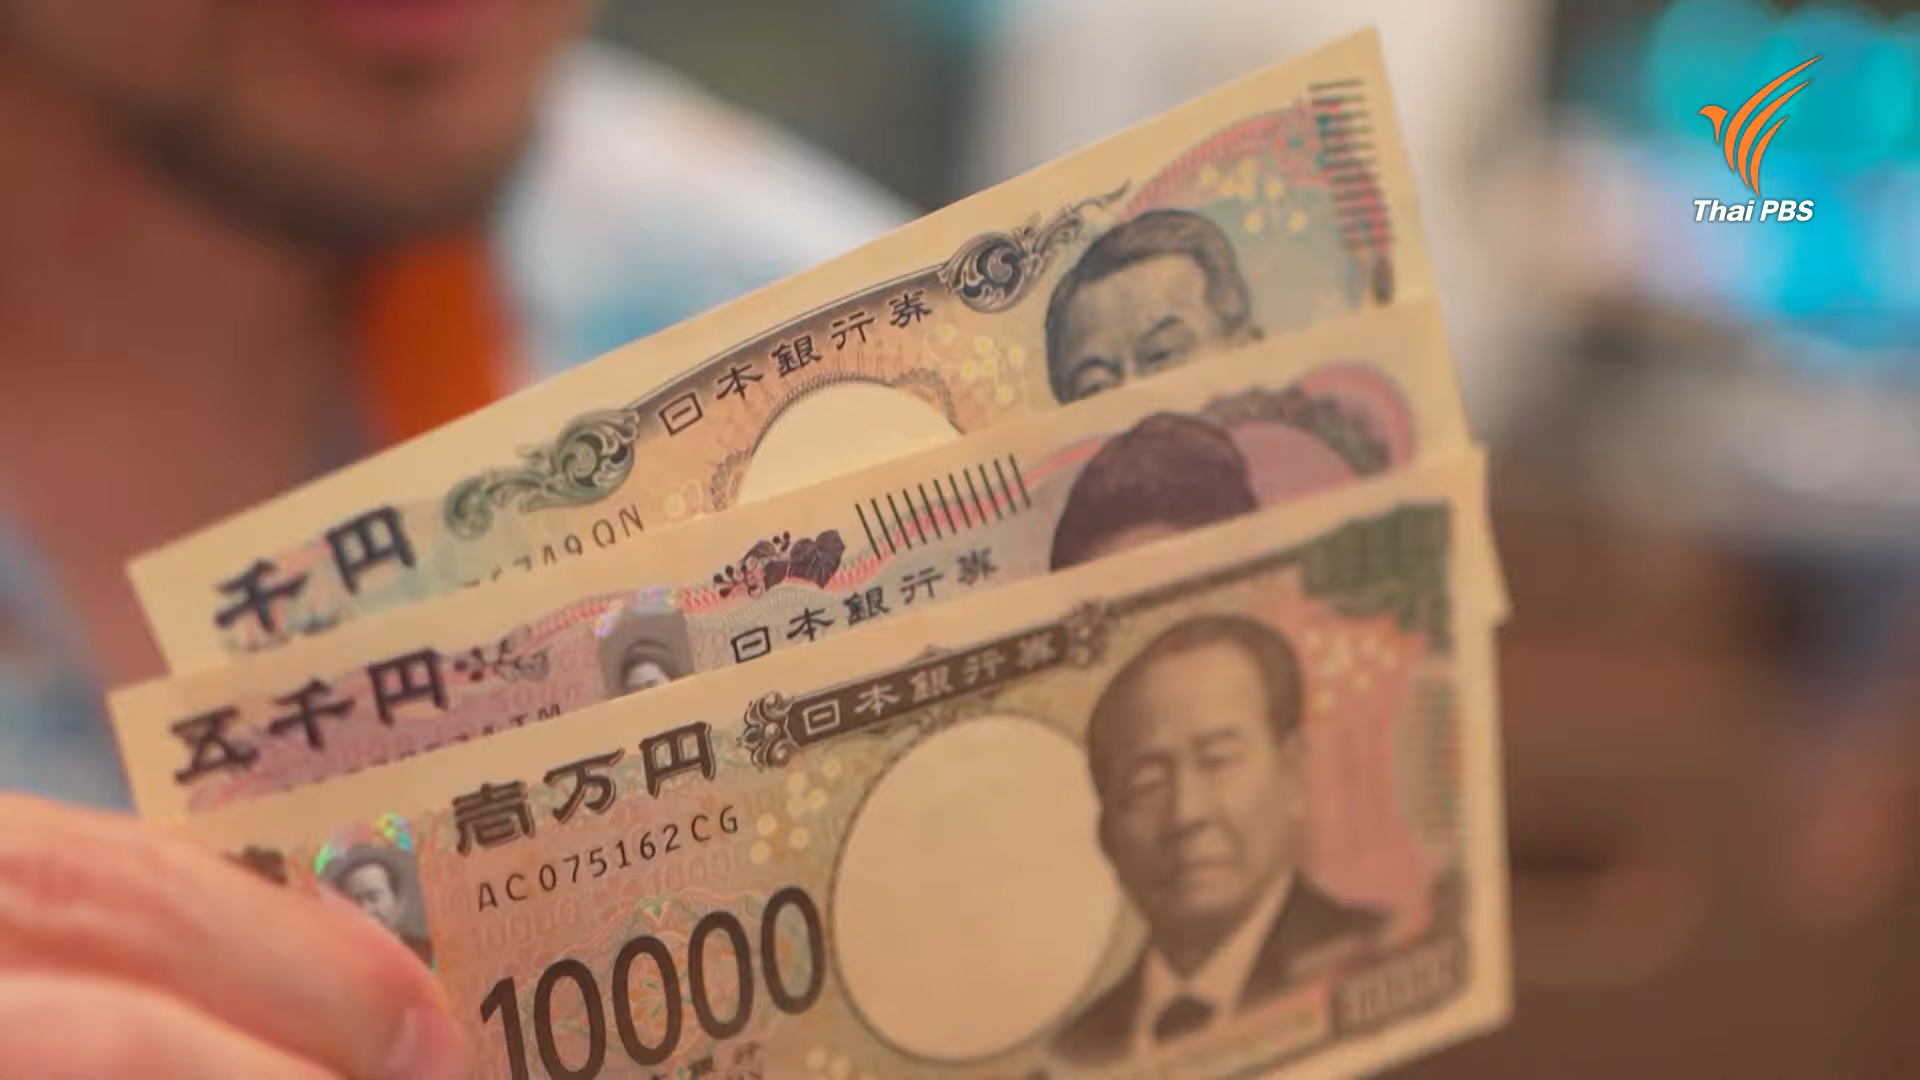 Thai PBS
日本銀行券
千円
749QN
日本銀行券
五千円
日本銀行券
壱万円
AC075162CG
10000